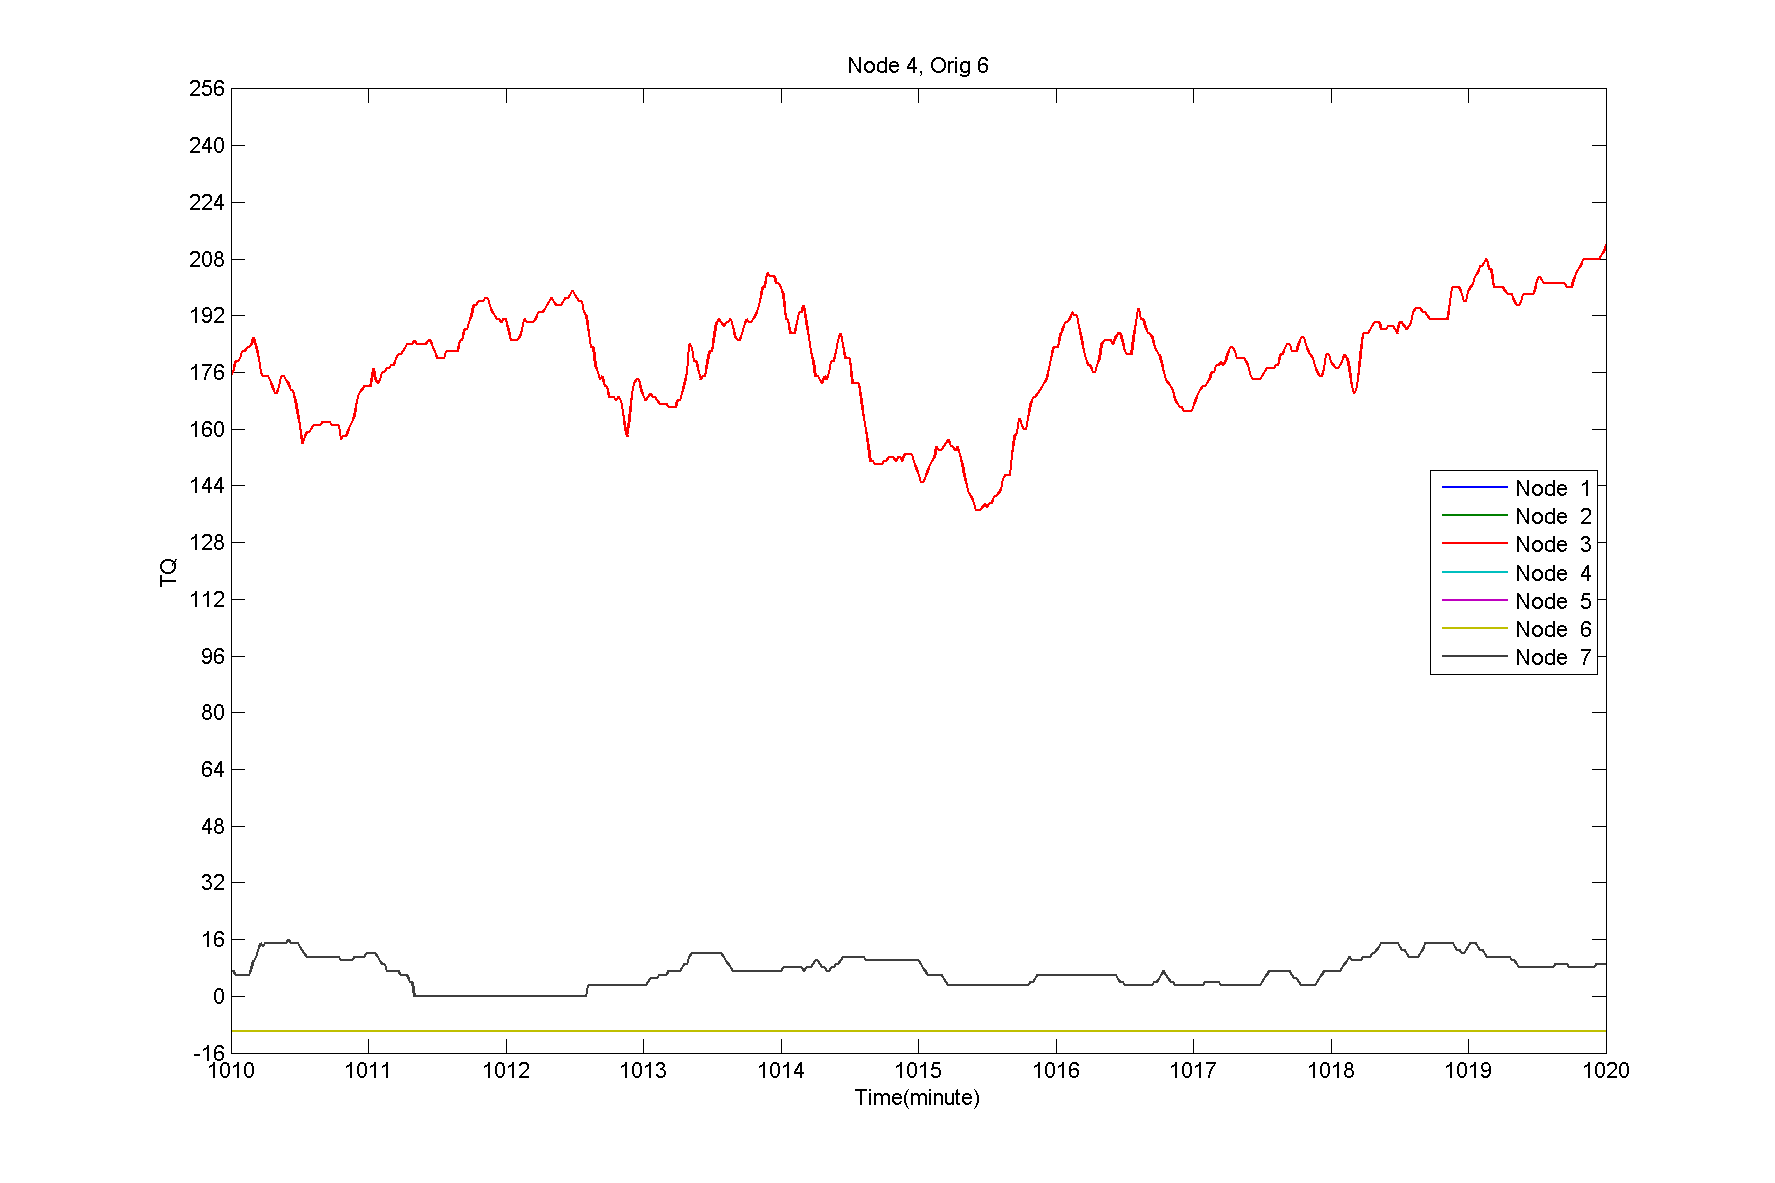 Node 4, Orig 6
256
240
224
208
192
176
160
144
128
112
96
80
64
48
32
16
0
-16
TQ
Node 1
Node 2
Node 3
Node 4
Node 5
Node 6
Node 7
1010 1011 1012 1013 1014 1015 1016 1017 1018 1019 1020
Time(minute)